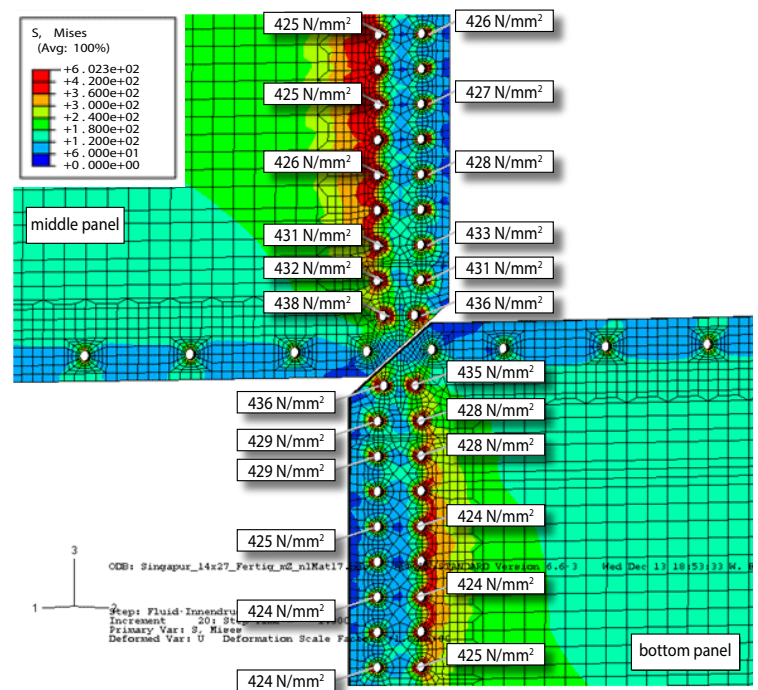 S, Mises
(Avg: 100%)
+6.023e+02
+4.200e+02
+3.600e+02
+3.000e+02
+2.400e+02
+1.800e+02
+1.200e+02
+6.000e+01
+0.000e+00
425 N/mm²
426 N/mm²
425 N/mm²
427 N/mm²
426 N/mm²
428 N/mm²
middle panel
431 N/mm²
433 N/mm²
432 N/mm²
431 N/mm²
438 N/mm²
436 N/mm²
435 N/mm²
436 N/mm²
428 N/mm²
429 N/mm²
428 N/mm²
429 N/mm²
424 N/mm²
425 N/mm²
3
ODB: Singapur_14x27_Fertig_mZ_nlMat17. STANDARD Version 6.6-3 Wed Dec 13 18:53:33 W.
424 N/mm²
1
2
424 N/mm²
Step: Fluid-Innendru
Increment 20: Step
Primary Var: S, Mises
Deformed Var: U Deformation Scale
bottom panel
425 N/mm²
424 N/mm²